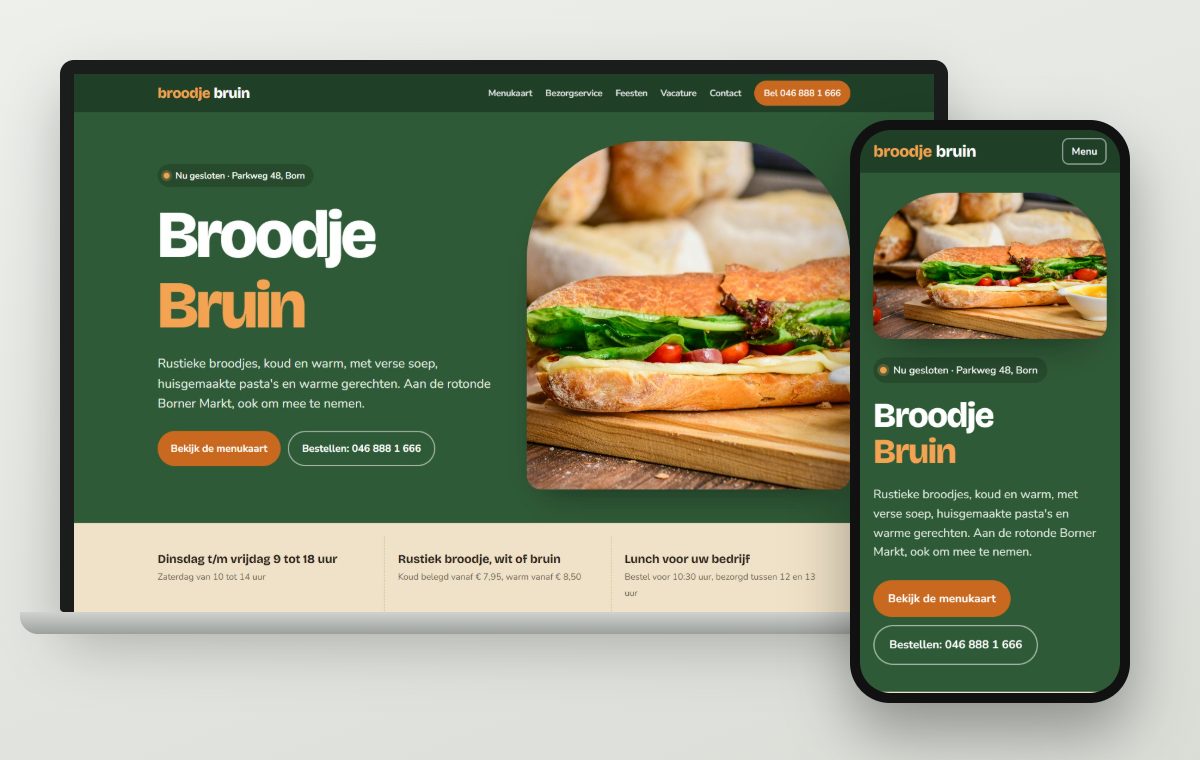 broodje bruin
Menukaart Bezorgservice Feesten Vacature Contact Bel 046 888 1 666
Nu gesloten · Parkweg 48, Born
Broodje
Bruin
Rustieke broodjes, koud en warm, met verse soep,
huisgemaakte pasta's en warme gerechten. Aan de rotonde
Borner Markt, ook om mee te nemen.
Bekijk de menukaart Bestellen: 046 888 1 666
Dinsdag t/m vrijdag 9 tot 18 uur
Zaterdag van 10 tot 14 uur
Rustiek broodje, wit of bruin
Koud belegd vanaf € 7,95, warm vanaf € 8,50
Lunch voor uw bedrijf
Bestel voor 10:30 uur, bezorgd tussen 12 en 13
uur
broodje bruin Menu
Nu gesloten · Parkweg 48, Born
Broodje
Bruin
Rustieke broodjes, koud en warm, met
verse soep, huisgemaakte pasta's en
warme gerechten. Aan de rotonde Borner
Markt, ook om mee te nemen.
Bekijk de menukaart
Bestellen: 046 888 1 666